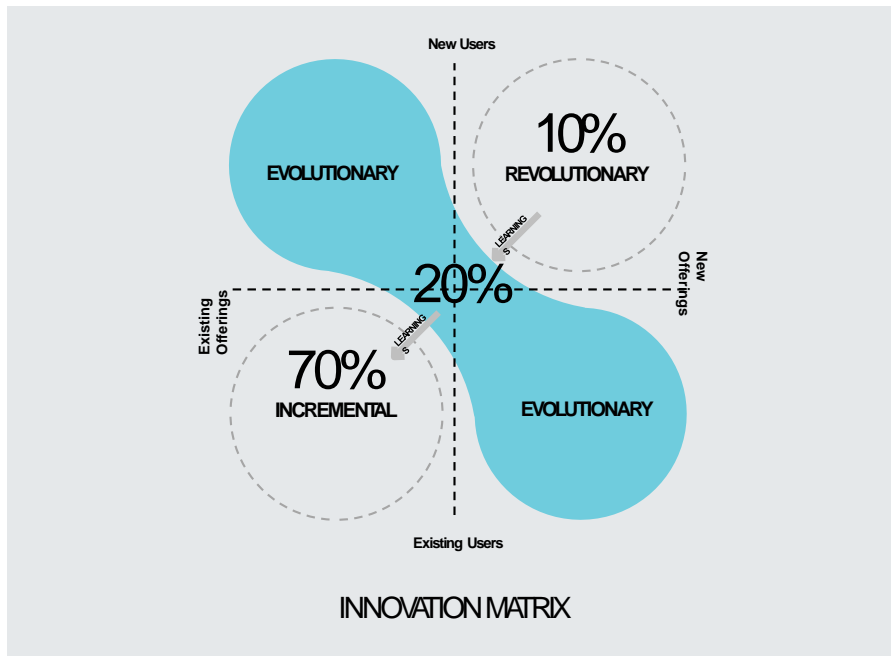 New Users
10%
EVOLUTIONARY
REVOLUTIONARY
LEARNING
S
New
Offerings
20%
Existing
Offerings
LEARNING
S
70%
INCREMENTAL
EVOLUTIONARY
Existing Users
INNOVATION MATRIX